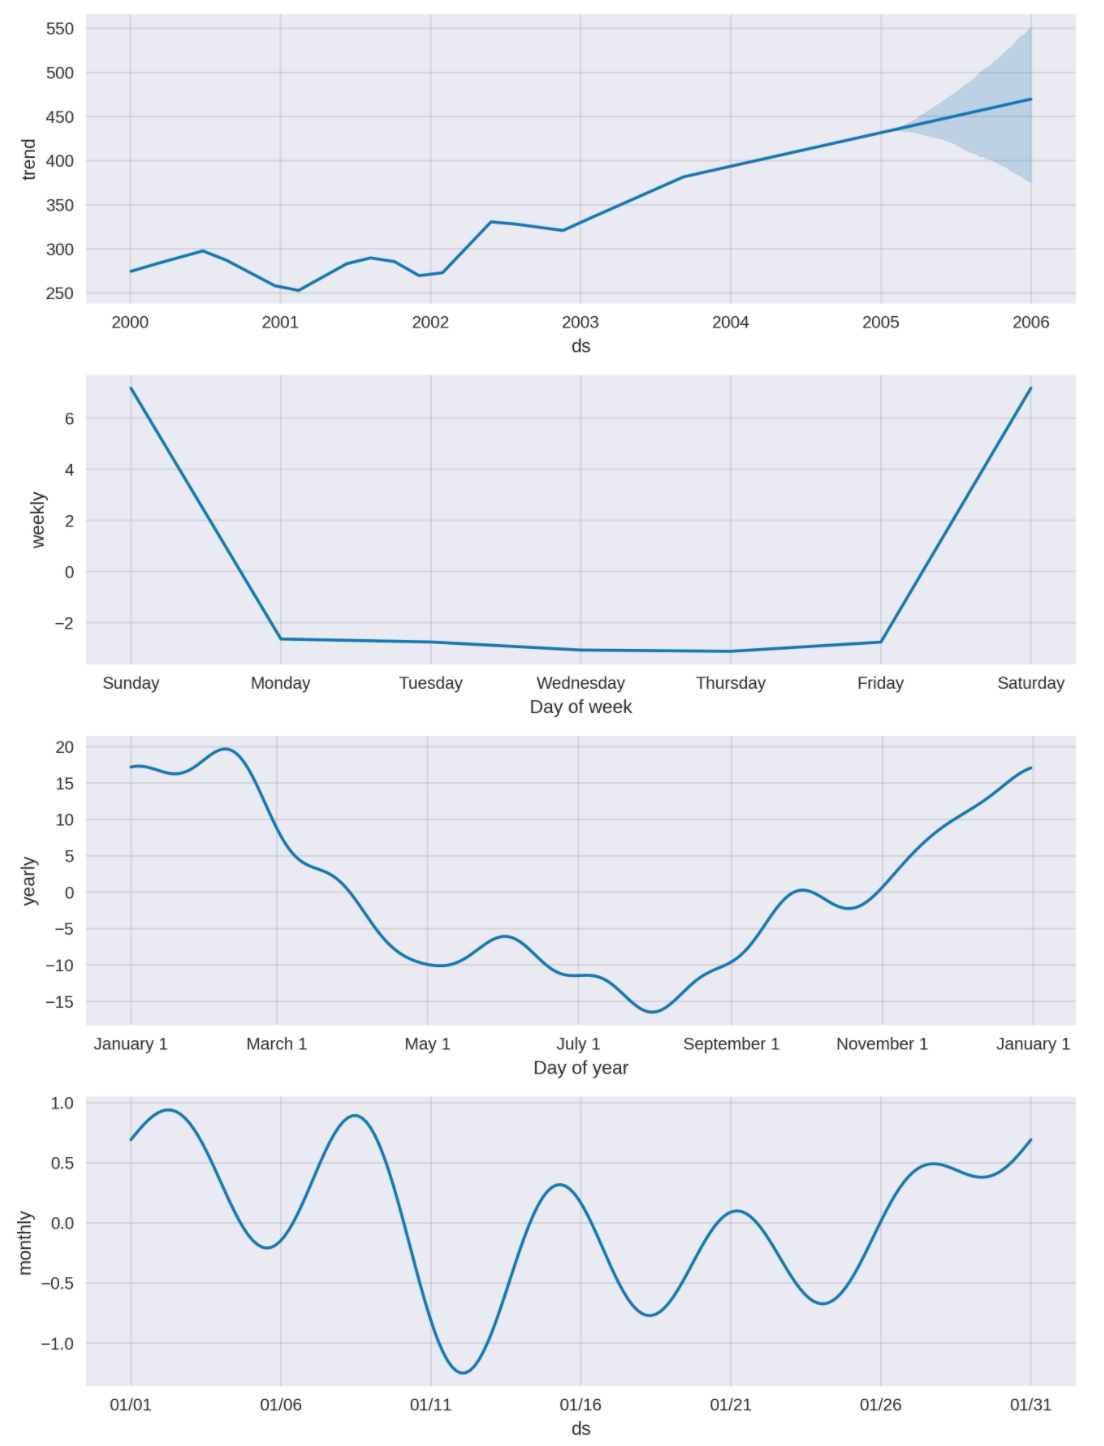 550
500
450
400
350
300
250
trend
2000 2001 2002 2003 2004 2005 2006
ds
6
4
2
0
−2
weekly
Sunday Monday Tuesday Wednesday Thursday Friday Saturday
Day of week
20
15
10
5
0
−5
−10
−15
yearly
January 1 March 1 May 1 July 1 September 1 November 1 January 1
Day of year
1.0
0.5
0.0
−0.5
−1.0
monthly
01/01 01/06 01/11 01/16 01/21 01/26 01/31
ds